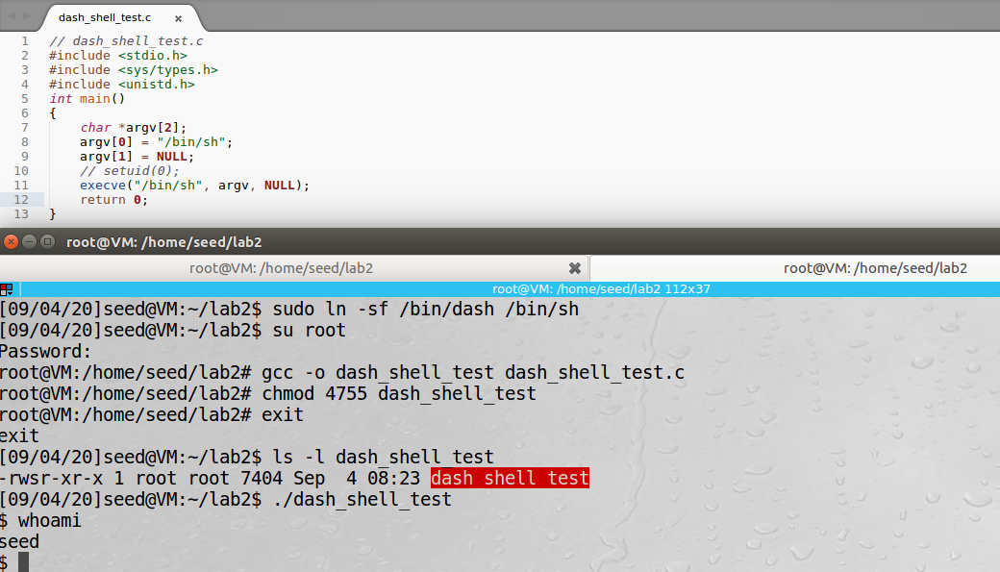 dash_shell_test.c
1 // dash_shell_test.c
2 #include <stdio.h>
3 #include <sys/types.h>
4 #include <unistd.h>
5 int main()
6 {
7 char *argv[2];
8 argv[0] = "/bin/sh";
9 argv[1] = NULL;
10 // setuid(0);
11 execve("/bin/sh", argv, NULL);
12 return 0;
13 }
root@VM: /home/seed/lab2
root@VM: /home/seed/lab2 root@VM: /home/seed/lab2
root@VM: /home/seed/lab2 112x37
[09/04/20]seed@VM:~/lab2$ sudo ln -sf /bin/dash /bin/sh
[09/04/20]seed@VM:~/lab2$ su root
Password:
root@VM:/home/seed/lab2# gcc -o dash_shell_test dash_shell_test.c
root@VM:/home/seed/lab2# chmod 4755 dash_shell_test
root@VM:/home/seed/lab2# exit
exit
[09/04/20]seed@VM:~/lab2$ ls -l dash_shell_test
-rwsr-xr-x 1 root root 7404 Sep  4 08:23 dash_shell_test
[09/04/20]seed@VM:~/lab2$ ./dash_shell_test
$ whoami
seed
$